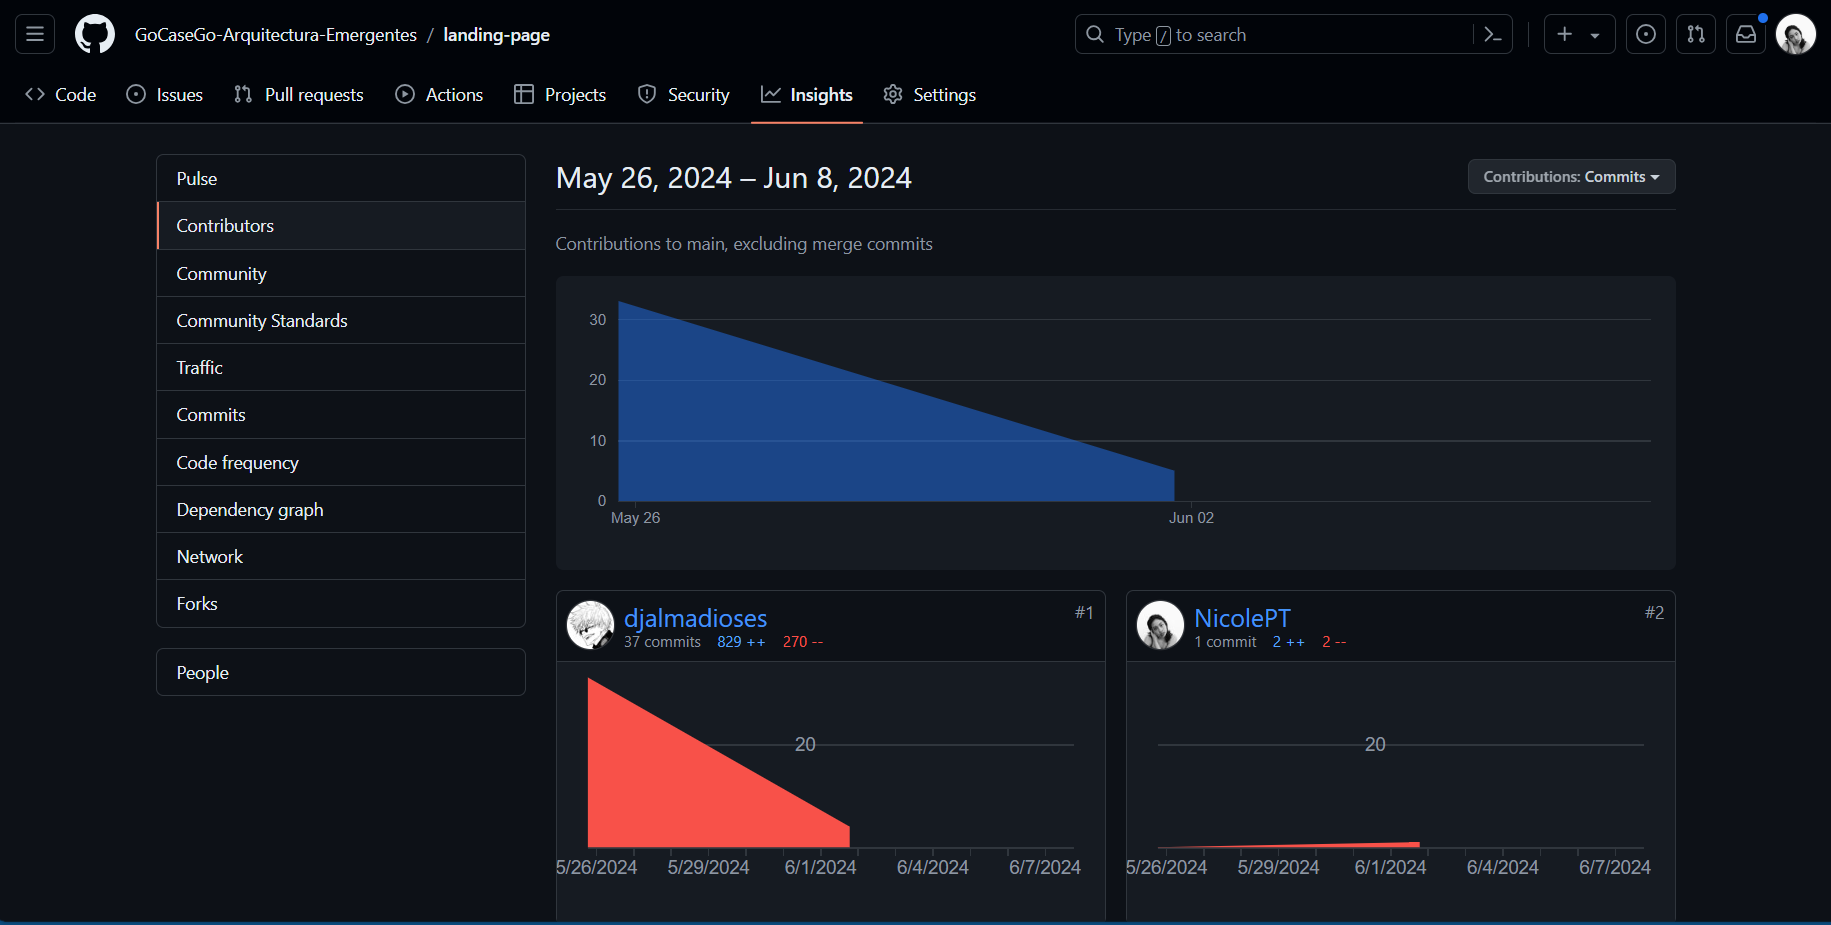 GoCaseGo-Arquitectura-Emergentes / landing-page
Type / to search
Code
Issues
Pull requests
Actions
Projects
Security
Insights
Settings
Pulse
Contributors
Community
Community Standards
Traffic
Commits
Code frequency
Dependency graph
Network
Forks
People
May 26, 2024 – Jun 8, 2024
Contributions: Commits
Contributions to main, excluding merge commits
30
20
10
0
May 26
Jun 02
djalmadioses
#1
37 commits 829 ++ 270 --
20
5/26/2024 5/29/2024 6/1/2024 6/4/2024 6/7/2024
NicolePT
#2
1 commit 2 ++ 2 --
20
5/26/2024 5/29/2024 6/1/2024 6/4/2024 6/7/2024